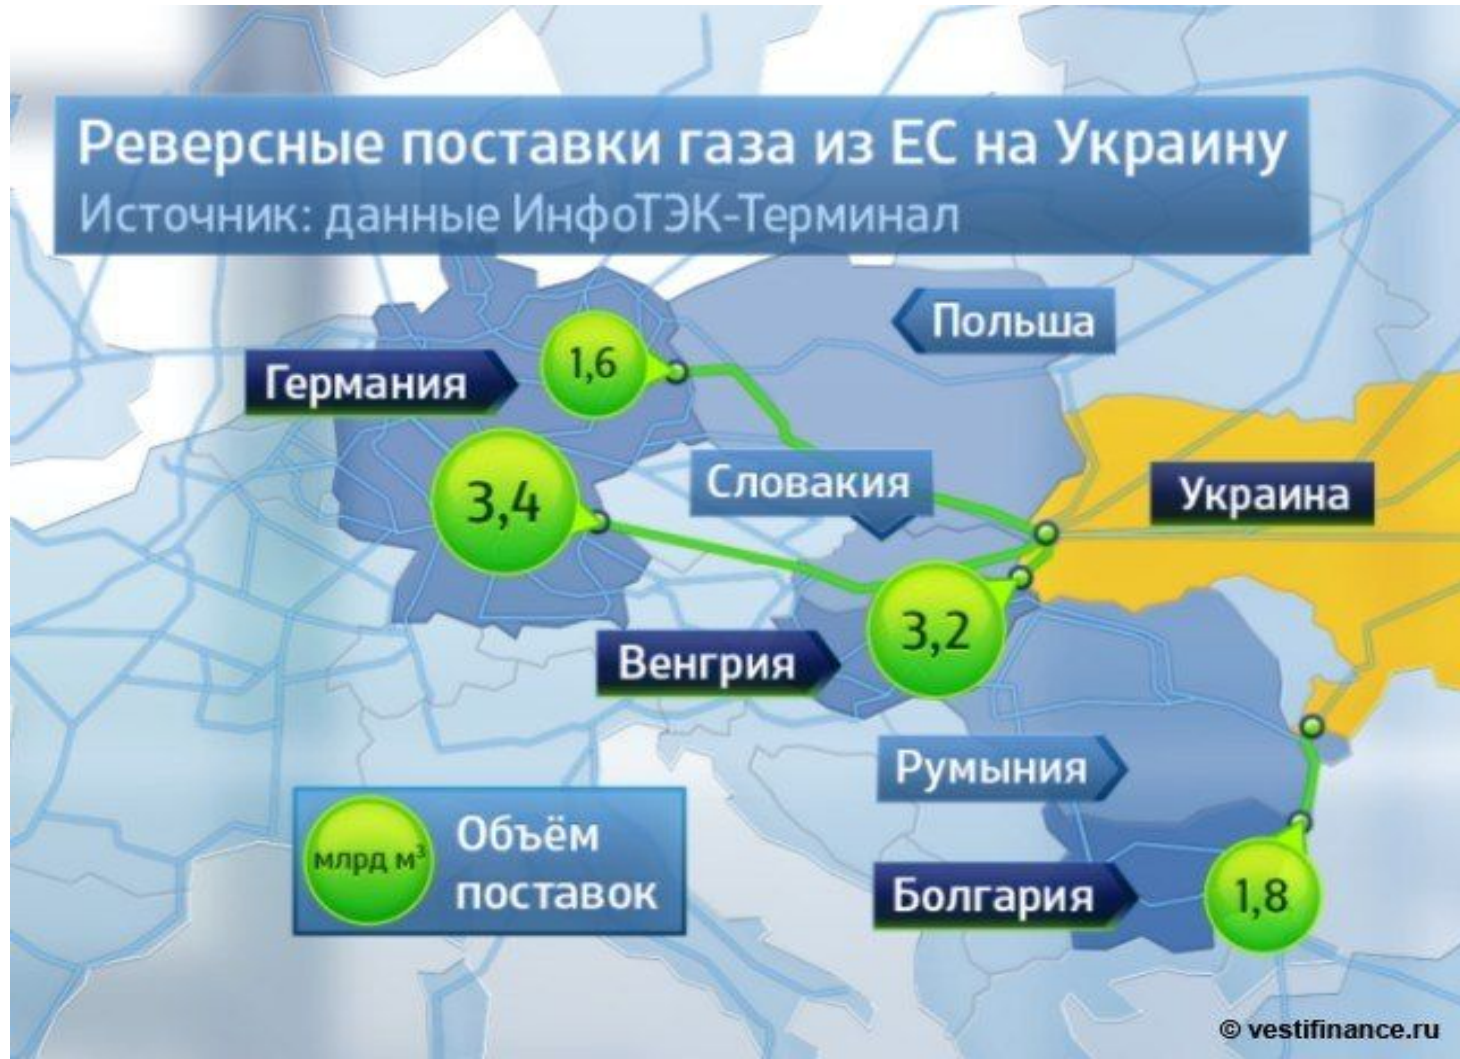 Реверсные поставки газа из ЕС на Украину
Источник: данные ИнфоТЭК-Терминал
Польша
1,6
Германия
Словакия
Украина
3,4
3,2
Венгрия
Румыния
млрд м³
Объём
поставок
Болгария
1,8
© vestifinance.ru